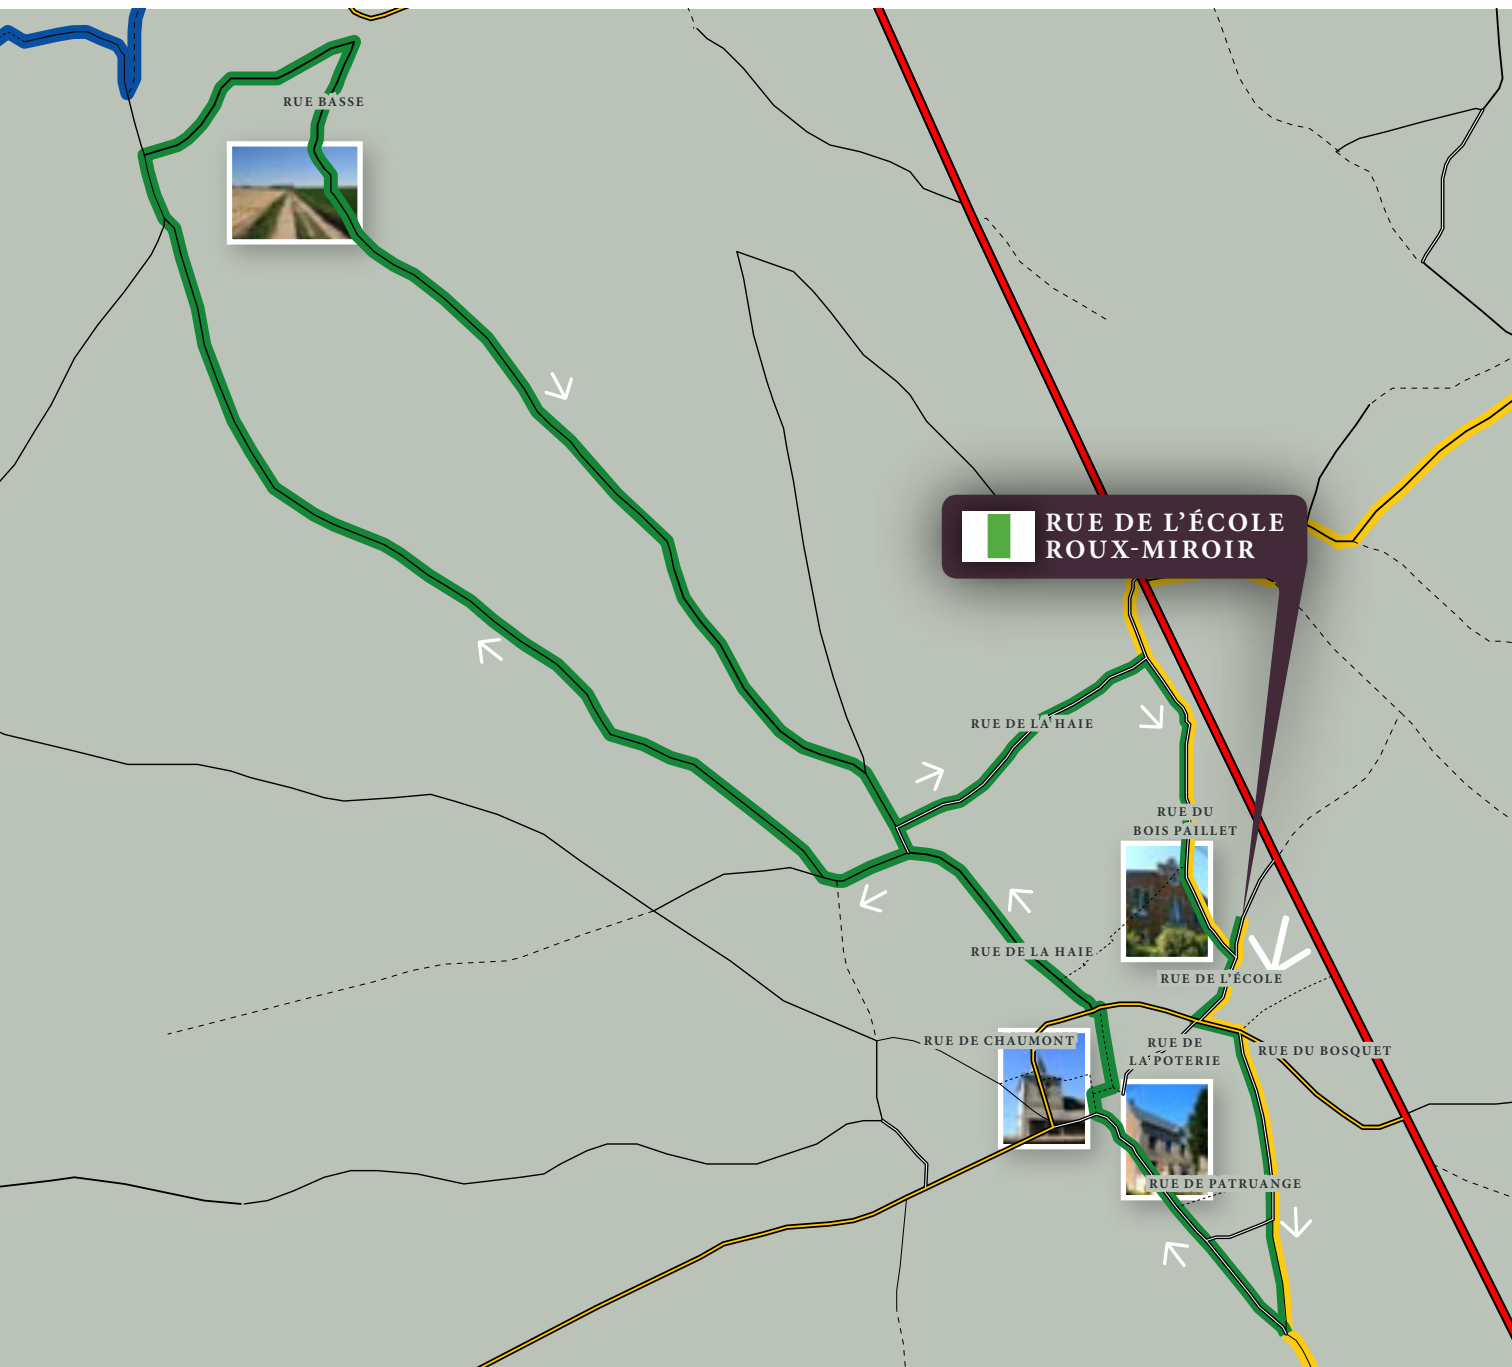 RUE BASSE
RUE DE L’ÉCOLE
ROUX-MIROIR
RUE DE LA HAIE
RUE DU
BOIS PAILLET
RUE DE LA HAIE
RUE DE L’ÉCOLE
RUE DE CHAUMONT
RUE DE
LA POTERIE
RUE DU BOSQUET
RUE DE PATRUANGE